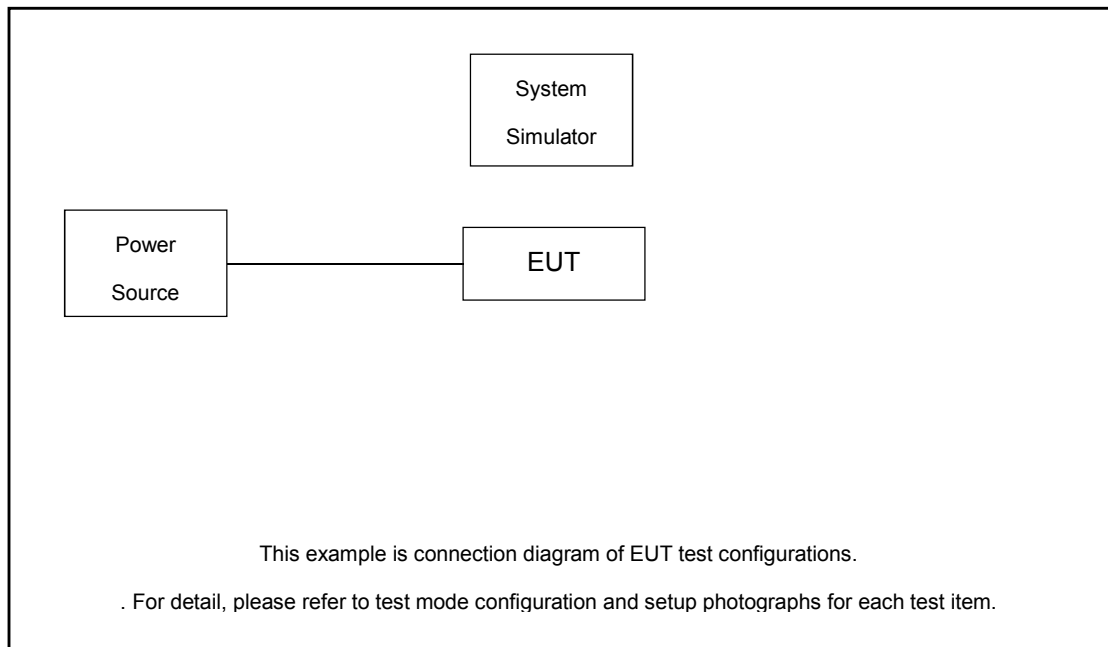 System
Simulator
Power
Source
EUT
This example is connection diagram of EUT test configurations.
. For detail, please refer to test mode configuration and setup photographs for each test item.